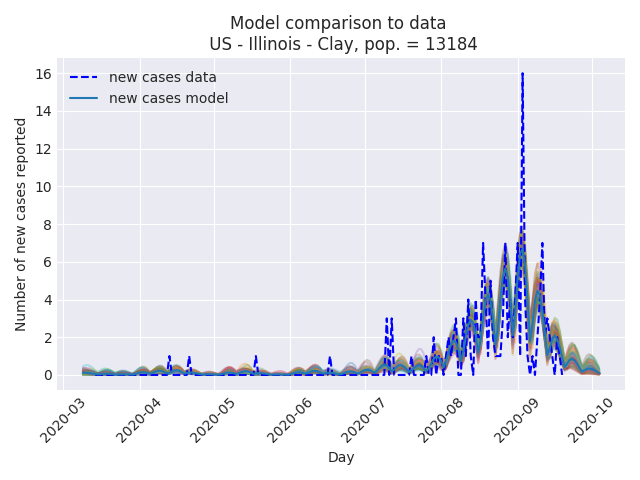 Model comparison to data
US - Illinois - Clay, pop. = 13184
new cases data
new cases model
Number of new cases reported
16
14
12
10
8
6
4
2
0
2020-03
2020-04
2020-05
2020-06
2020-07
2020-08
2020-09
2020-10
Day